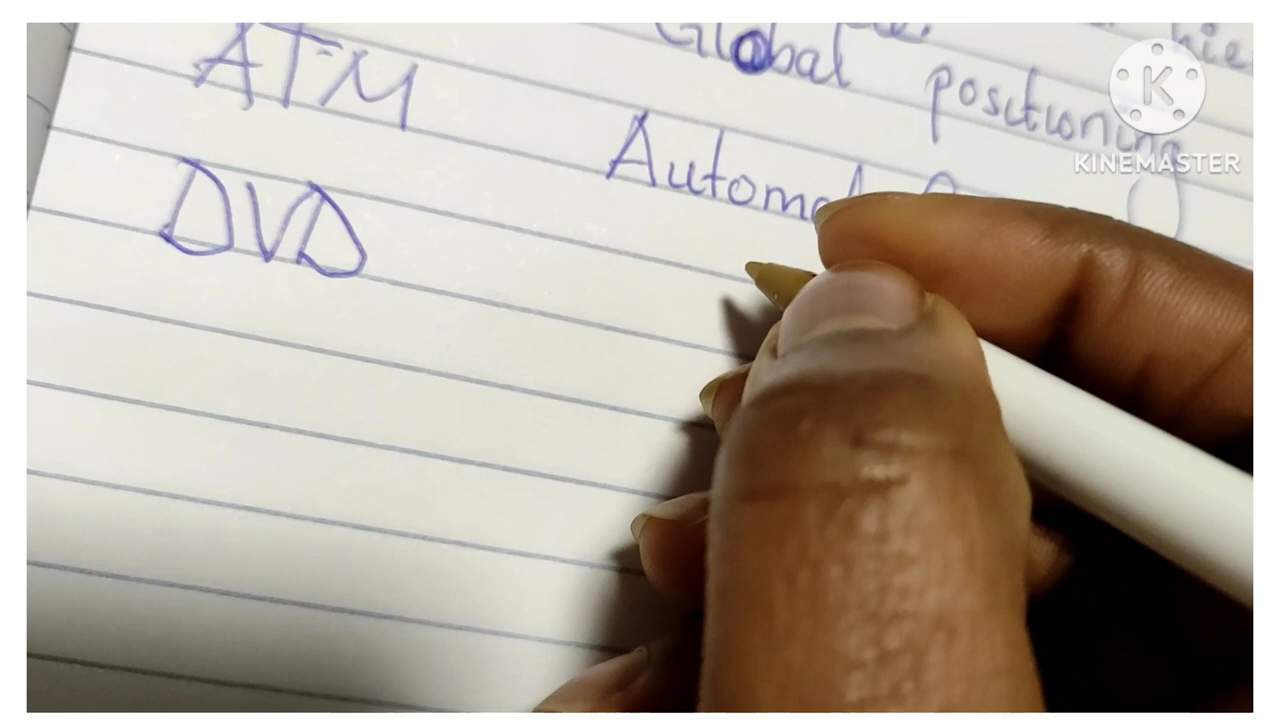 Global positioning
ATM
Automa
DVD
K
KINEMASTER